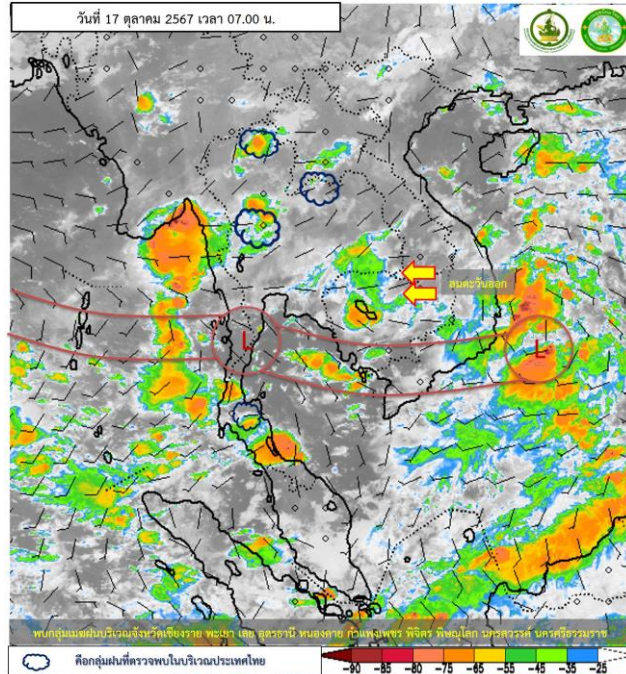 วันที่ 17 ตุลาคม 2567 เวลา 07.00 น.
ลมตะวันออก
L
L
พบกลุ่มเมฆฝนบริเวณจังหวัดเชียงราย พะเยา เลย อุดรธานี หนองคาย กำแพงเพชร พิจิตร พิษณุโลก นครสวรรค์ นครศรีธรรมราช
คือกลุ่มฝนที่ตรวจพบในบริเวณประเทศไทย
-90 -85 -80 -75 -65 -55 -45 -35 -25